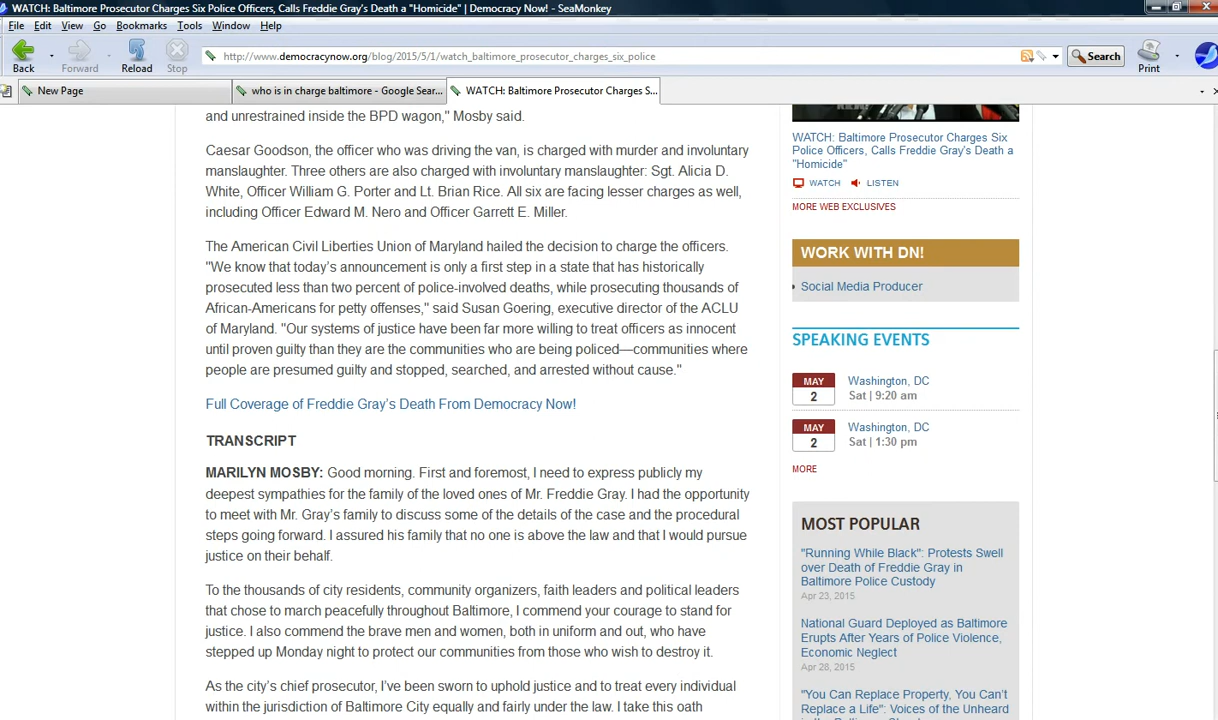 WATCH: Baltimore Prosecutor Charges Six Police Officers, Calls Freddie Gray's Death a "Homicide" | Democracy Now! - SeaMonkey
File Edit View Go Bookmarks Tools Window Help
http://www.democracynow.org/blog/2015/5/1/watch_baltimore_prosecutor_charges_six_police
Search
Back Forward Reload Stop Print
New Page
who is in charge baltimore - Google Sear...
WATCH: Baltimore Prosecutor Charges S...
and unrestrained inside the BPD wagon," Mosby said.
Caesar Goodson, the officer who was driving the van, is charged with murder and involuntary
manslaughter. Three others are also charged with involuntary manslaughter: Sgt. Alicia D.
White, Officer William G. Porter and Lt. Brian Rice. All six are facing lesser charges as well,
including Officer Edward M. Nero and Officer Garrett E. Miller.
The American Civil Liberties Union of Maryland hailed the decision to charge the officers.
"We know that today’s announcement is only a first step in a state that has historically
prosecuted less than two percent of police-involved deaths, while prosecuting thousands of
African-Americans for petty offenses," said Susan Goering, executive director of the ACLU
of Maryland. "Our systems of justice have been far more willing to treat officers as innocent
until proven guilty than they are the communities who are being policed—communities where
people are presumed guilty and stopped, searched, and arrested without cause."
Full Coverage of Freddie Gray’s Death From Democracy Now!
TRANSCRIPT
MARILYN MOSBY: Good morning. First and foremost, I need to express publicly my
deepest sympathies for the family of the loved ones of Mr. Freddie Gray. I had the opportunity
to meet with Mr. Gray’s family to discuss some of the details of the case and the procedural
steps going forward. I assured his family that no one is above the law and that I would pursue
justice on their behalf.
To the thousands of city residents, community organizers, faith leaders and political leaders
that chose to march peacefully throughout Baltimore, I commend your courage to stand for
justice. I also commend the brave men and women, both in uniform and out, who have
stepped up Monday night to protect our communities from those who wish to destroy it.
As the city’s chief prosecutor, I’ve been sworn to uphold justice and to treat every individual
within the jurisdiction of Baltimore City equally and fairly under the law. I take this oath
WATCH: Baltimore Prosecutor Charges Six
Police Officers, Calls Freddie Gray's Death a
"Homicide"
WATCH LISTEN
MORE WEB EXCLUSIVES
WORK WITH DN!
Social Media Producer
SPEAKING EVENTS
MAY
2
Washington, DC
Sat | 9:20 am
MAY
2
Washington, DC
Sat | 1:30 pm
MORE
MOST POPULAR
"Running While Black": Protests Swell
over Death of Freddie Gray in
Baltimore Police Custody
Apr 23, 2015
National Guard Deployed as Baltimore
Erupts After Years of Police Violence,
Economic Neglect
Apr 28, 2015
"You Can Replace Property, You Can’t
Replace a Life": Voices of the Unheard